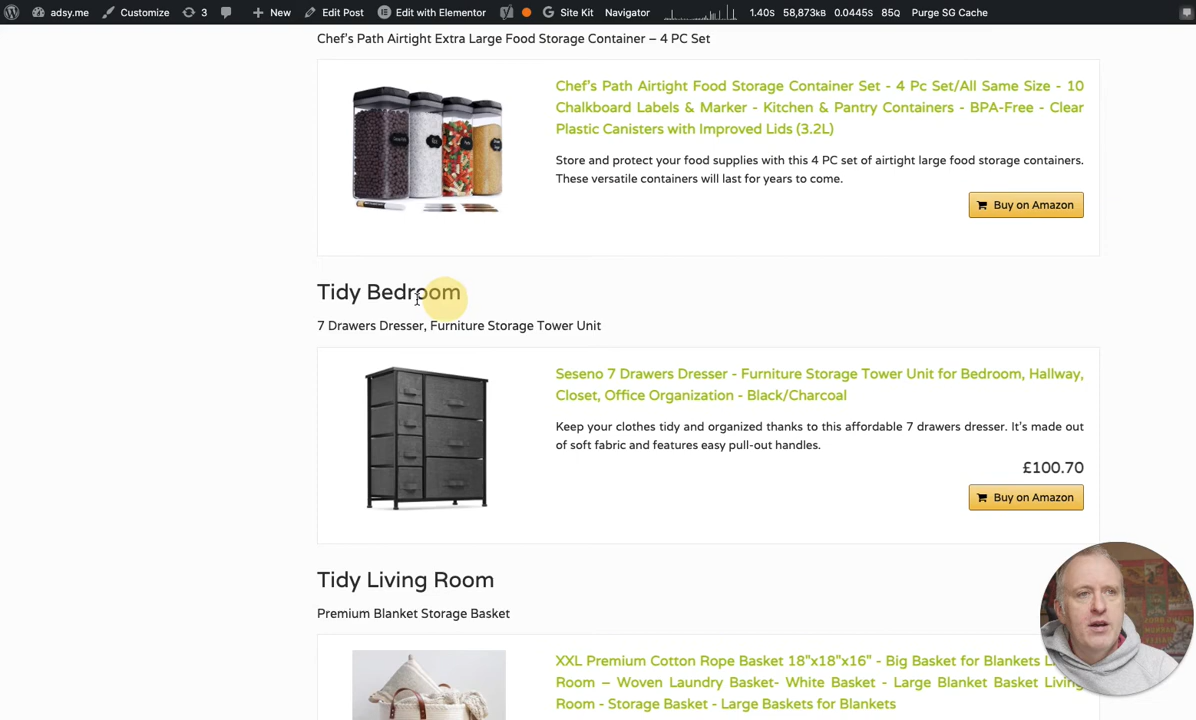 adsy.me Customize 3 New Edit Post Edit with Elementor Site Kit Navigator 1.40S 58,873KB 0.0445S 85Q Purge SG Cache
Chef's Path Airtight Extra Large Food Storage Container – 4 PC Set
Chef's Path Airtight Food Storage Container Set - 4 Pc Set/All Same Size - 10
Chalkboard Labels & Marker - Kitchen & Pantry Containers - BPA-Free - Clear
Plastic Canisters with Improved Lids (3.2L)
Store and protect your food supplies with this 4 PC set of airtight large food storage containers.
These versatile containers will last for years to come.
Buy on Amazon
Tidy Bedroom
7 Drawers Dresser, Furniture Storage Tower Unit
Seseno 7 Drawers Dresser - Furniture Storage Tower Unit for Bedroom, Hallway,
Closet, Office Organization - Black/Charcoal
Keep your clothes tidy and organized thanks to this affordable 7 drawers dresser. It's made out
of soft fabric and features easy pull-out handles.
£100.70
Buy on Amazon
Tidy Living Room
Premium Blanket Storage Basket
XXL Premium Cotton Rope Basket 18"x18"x16" - Big Basket for Blankets
Room – Woven Laundry Basket- White Basket - Large Blanket Basket Living
Room - Storage Basket - Large Baskets for Blankets